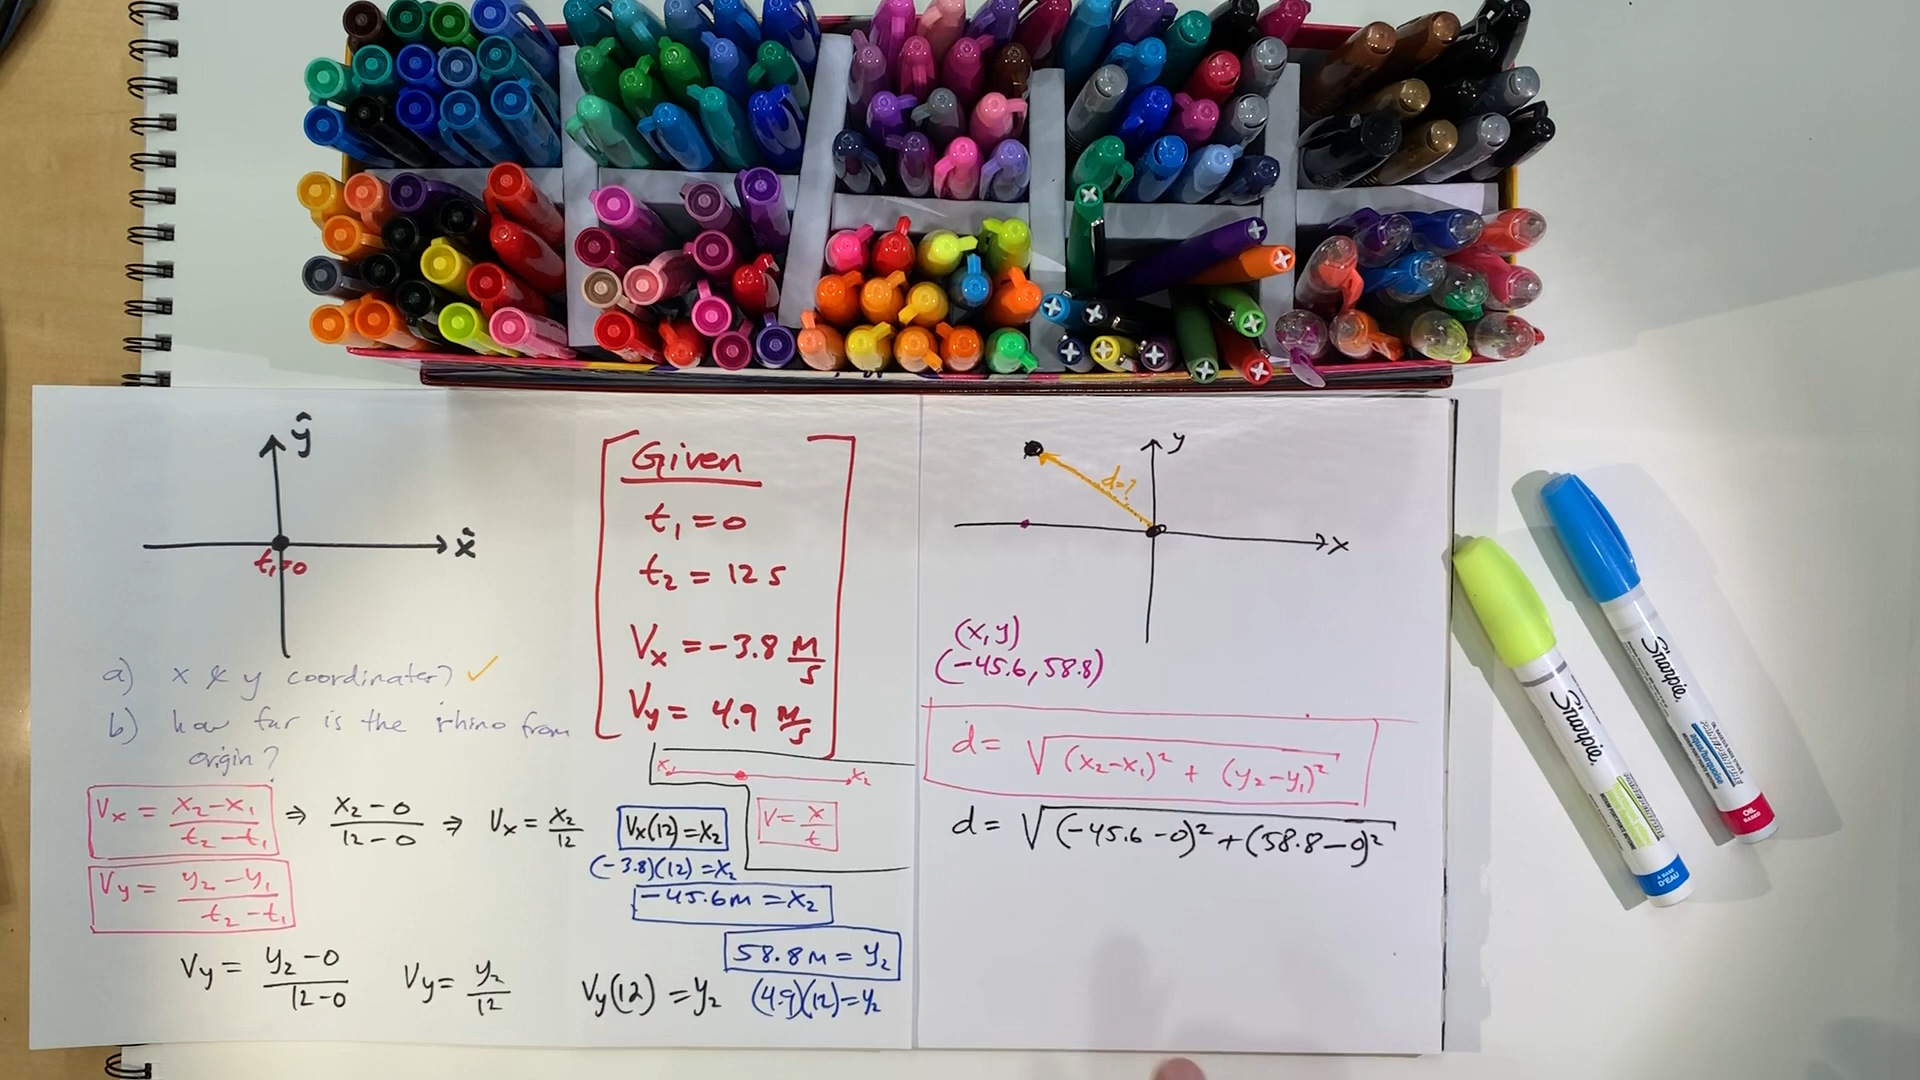 ŷ
x̂
t₁=0
a) x & y coordinates? ✓
b) how far is the rhino from
origin?
Given
t₁ = 0
t₂ = 12 s
Vx = -3.8 M/s
Vy = 4.9 M/s
x₁ x₂
V = x/t
Vx = (x₂-x₁)/(t₂-t₁) ⇒ (x₂-0)/(12-0) ⇒ Vx = x₂/12
Vx(12) = x₂
(-3.8)(12) = x₂
-45.6m = x₂
Vy = (y₂-y₁)/(t₂-t₁)
Vy = (y₂-0)/(12-0) Vy = y₂/12 Vy(12) = y₂
(4.9)(12) = y₂
58.8m = y₂
y
x
d=?
(x,y)
(-45.6, 58.8)
d = √((x₂-x₁)² + (y₂-y₁)²)
d = √((-45.6-0)² + (58.8-0)²)
Sharpie.
D'EAU
Sharpie.
OIL
BASED